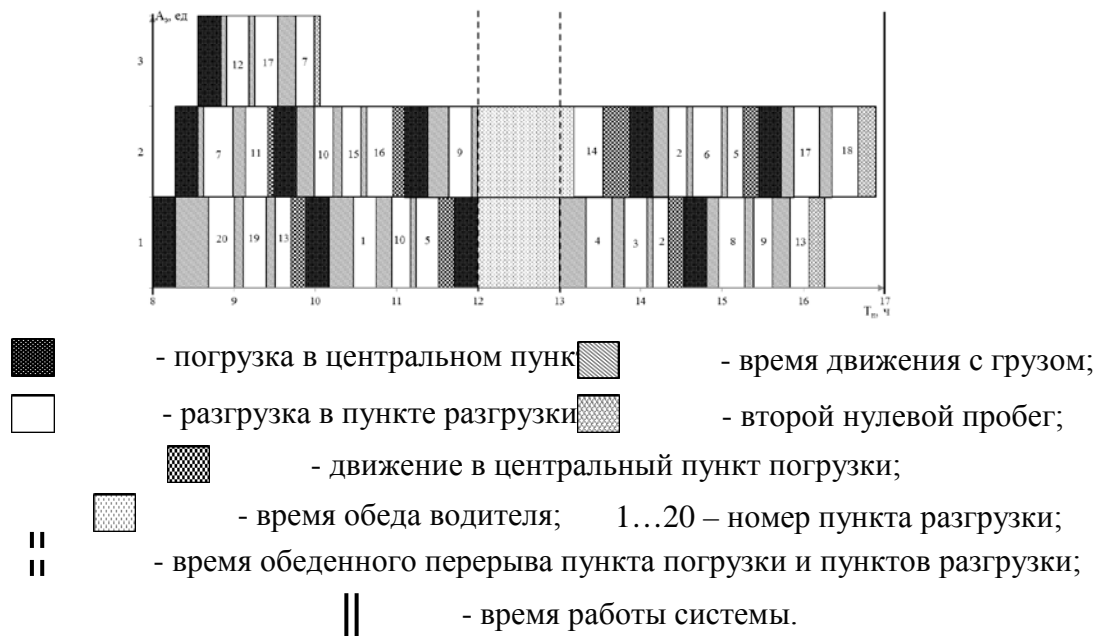 Аэ, ед
3
12 17 7
2
7 11 10 15 16 9 14 2 6 5 17 18
1
20 19 13 1 10 5 4 3 2 8 9 13
8 9 10 11 12 13 14 15 16 17
Тп, ч
- погрузка в центральном пунк - время движения с грузом;
- разгрузка в пункте разгрузки - второй нулевой пробег;
- движение в центральный пункт погрузки;
- время обеда водителя; 1...20 – номер пункта разгрузки;
- время обеденного перерыва пункта погрузки и пунктов разгрузки;
- время работы системы.